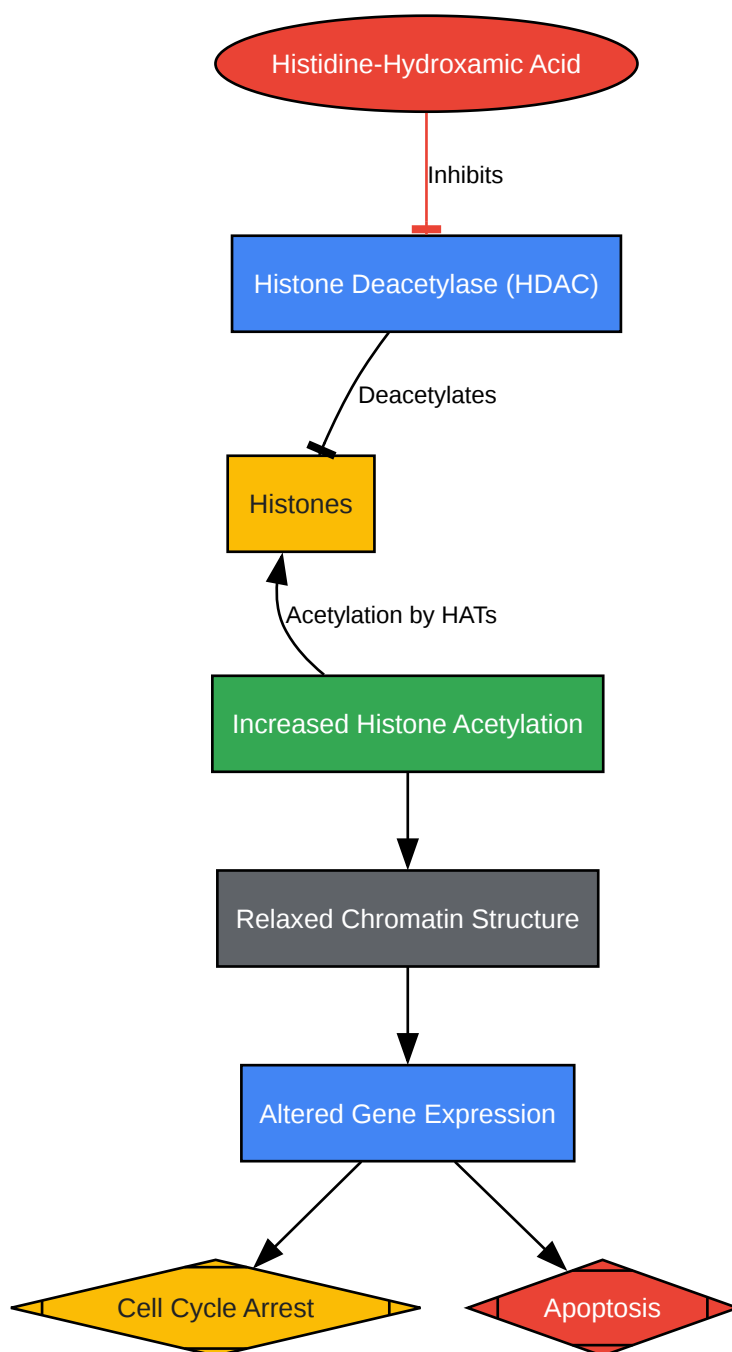 Histidine-Hydroxamic Acid
Inhibits
Histone Deacetylase (HDAC)
Deacetylates
Histones
Acetylation by HATs
Increased Histone Acetylation
Relaxed Chromatin Structure
Altered Gene Expression
Cell Cycle Arrest
Apoptosis